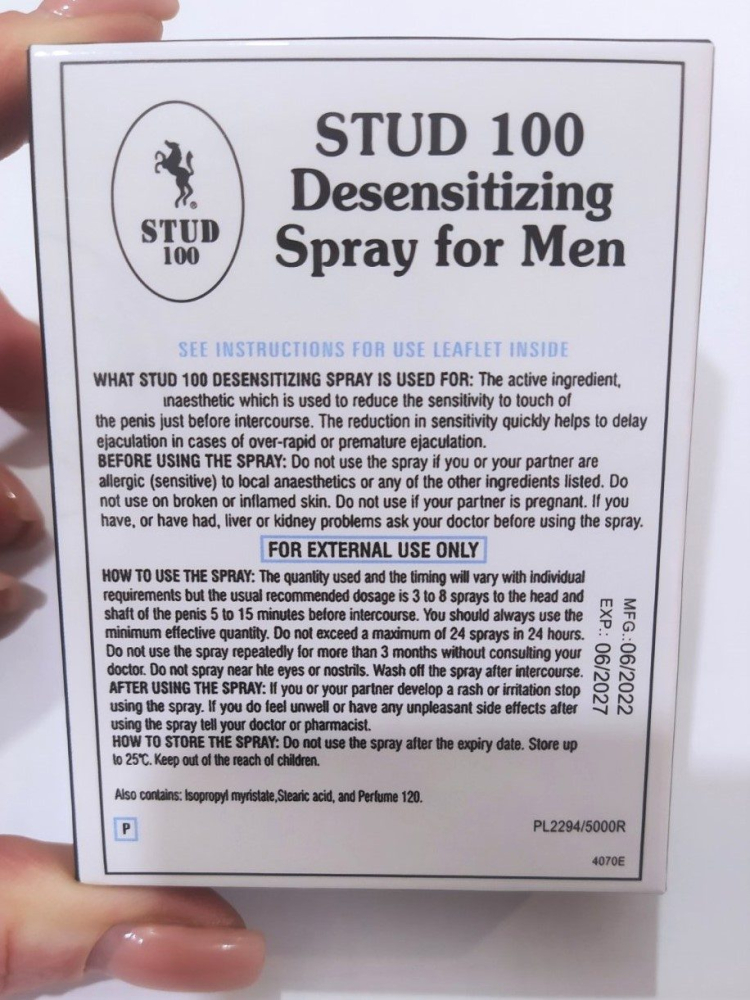 STUD 100
Desensitizing
Spray for Men
STUD
100
SEE INSTRUCTIONS FOR USE LEAFLET INSIDE
WHAT STUD 100 DESENSITIZING SPRAY IS USED FOR: The active ingredient,
inaesthetic which is used to reduce the sensitivity to touch of
the penis just before intercourse. The reduction in sensitivity quickly helps to delay
ejaculation in cases of over-rapid or premature ejaculation.
BEFORE USING THE SPRAY: Do not use the spray if you or your partner are
allergic (sensitive) to local anaesthetics or any of the other ingredients listed. Do
not use on broken or inflamed skin. Do not use if your partner is pregnant. If you
have, or have had, liver or kidney problems ask your doctor before using the spray.
FOR EXTERNAL USE ONLY
HOW TO USE THE SPRAY: The quantity used and the timing will vary with individual
requirements but the usual recommended dosage is 3 to 8 sprays to the head and
shaft of the penis 5 to 15 minutes before intercourse. You should always use the
minimum effective quantity. Do not exceed a maximum of 24 sprays in 24 hours.
Do not use the spray repeatedly for more than 3 months without consulting your
doctor. Do not spray near hte eyes or nostrils. Wash off the spray after intercourse.
AFTER USING THE SPRAY: If you or your partner develop a rash or irritation stop
using the spray. If you do feel unwell or have any unpleasant side effects after
using the spray tell your doctor or pharmacist.
HOW TO STORE THE SPRAY: Do not use the spray after the expiry date. Store up
to 25°C. Keep out of the reach of children.
MFG.:06/2022
EXP.: 06/2027
Also contains: Isopropyl myristate,Stearic acid, and Perfume 120.
P
PL2294/5000R
4070E